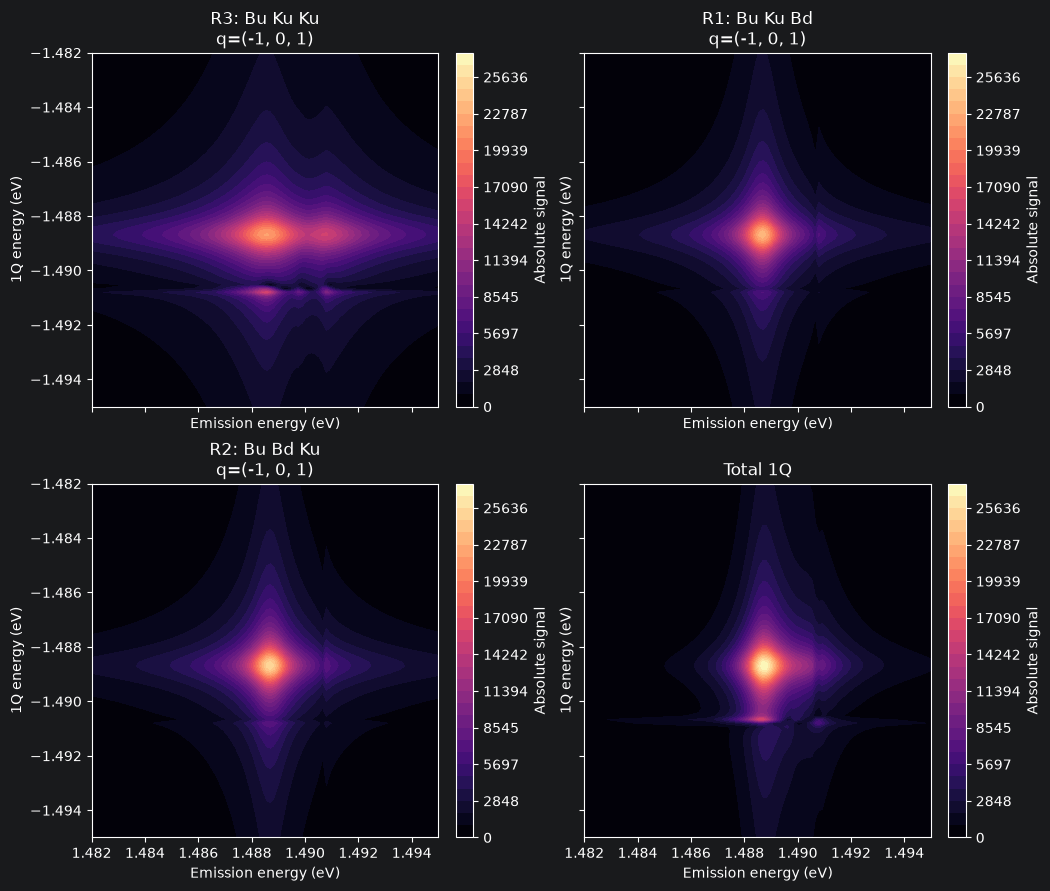 R3: Bu Ku Ku
q=(-1, 0, 1)
R1: Bu Ku Bd
q=(-1, 0, 1)
−1.482
−1.484
−1.486
−1.488
−1.490
−1.492
−1.494
1Q energy (eV)
Emission energy (eV)
25636
22787
19939
17090
14242
11394
8545
5697
2848
0
Absolute signal
1Q energy (eV)
Emission energy (eV)
25636
22787
19939
17090
14242
11394
8545
5697
2848
0
Absolute signal
R2: Bu Bd Ku
q=(-1, 0, 1)
Total 1Q
−1.482
−1.484
−1.486
−1.488
−1.490
−1.492
−1.494
1Q energy (eV)
1.482 1.484 1.486 1.488 1.490 1.492 1.494
Emission energy (eV)
25636
22787
19939
17090
14242
11394
8545
5697
2848
0
Absolute signal
1Q energy (eV)
1.482 1.484 1.486 1.488 1.490 1.492 1.494
Emission energy (eV)
25636
22787
19939
17090
14242
11394
8545
5697
2848
0
Absolute signal